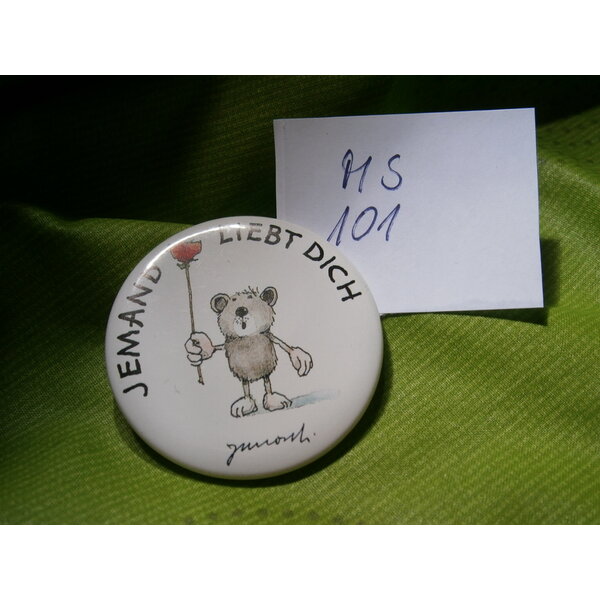 MS
101
JEMAND LIEBT DICH
janosch.